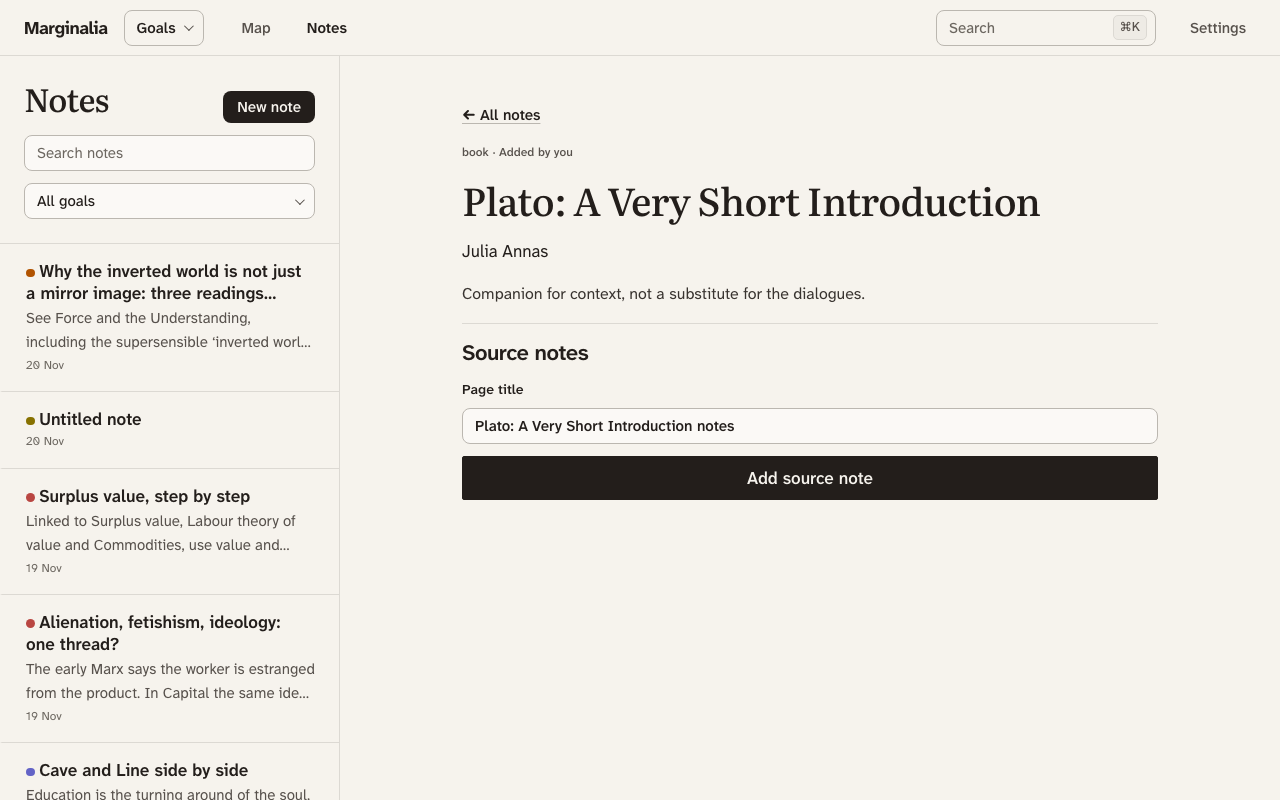 Marginalia
Goals
Map
Notes
Search
⌘K
Settings
Notes
New note
Search notes
All goals
Why the inverted world is not just
a mirror image: three readings…
See Force and the Understanding,
including the supersensible ‘inverted worl…
20 Nov
Untitled note
20 Nov
Surplus value, step by step
Linked to Surplus value, Labour theory of
value and Commodities, use value and…
19 Nov
Alienation, fetishism, ideology:
one thread?
The early Marx says the worker is estranged
from the product. In Capital the same ide…
19 Nov
Cave and Line side by side
Education is the turning around of the soul,
← All notes
book · Added by you
Plato: A Very Short Introduction
Julia Annas
Companion for context, not a substitute for the dialogues.
Source notes
Page title
Plato: A Very Short Introduction notes
Add source note